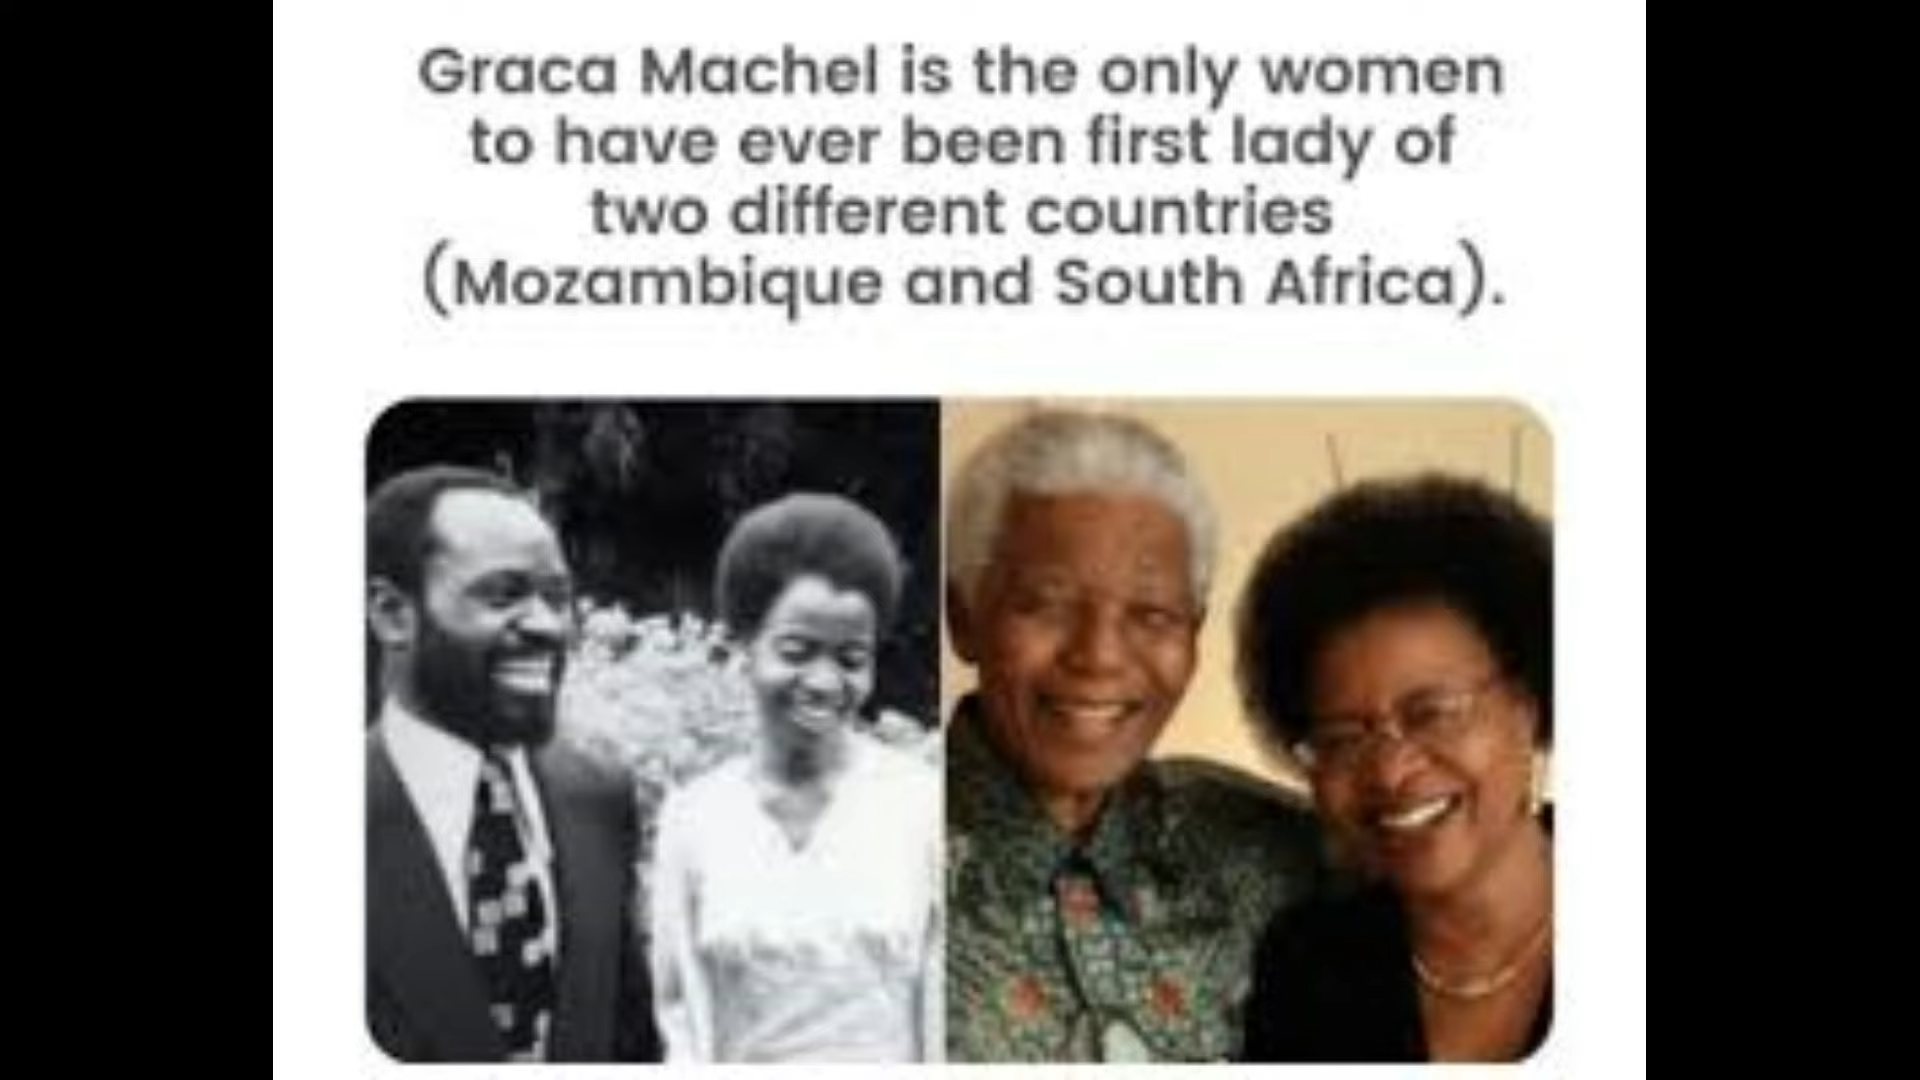 Graca Machel is the only women
to have ever been first lady of
two different countries
(Mozambique and South Africa).